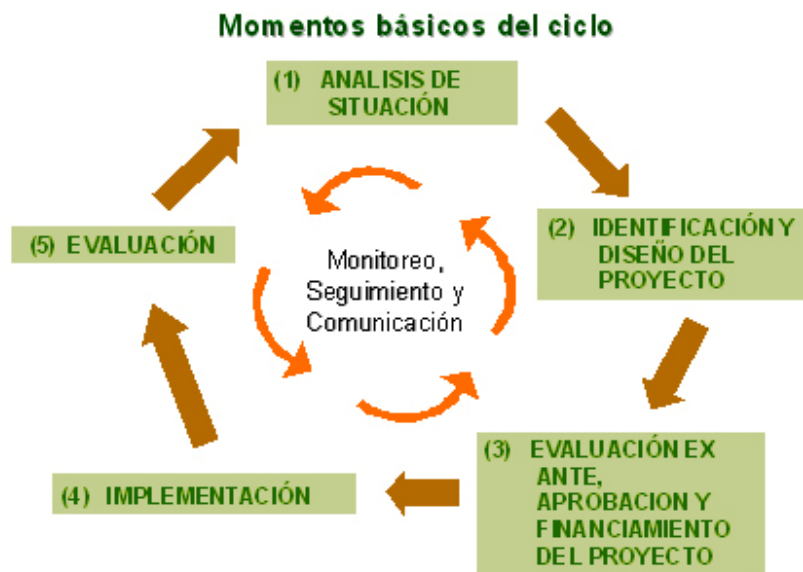 Momentos básicos del ciclo
(1) ANALISIS DE
SITUACIÓN
(2) IDENTIFICACIÓN Y
DISEÑO DEL
PROYECTO
(3) EVALUACIÓN EX
ANTE,
APROBACION Y
FINANCIAMIENTO
DEL PROYECTO
(4) IMPLEMENTACIÓN
(5) EVALUACIÓN
Monitoreo,
Seguimiento y
Comunicación